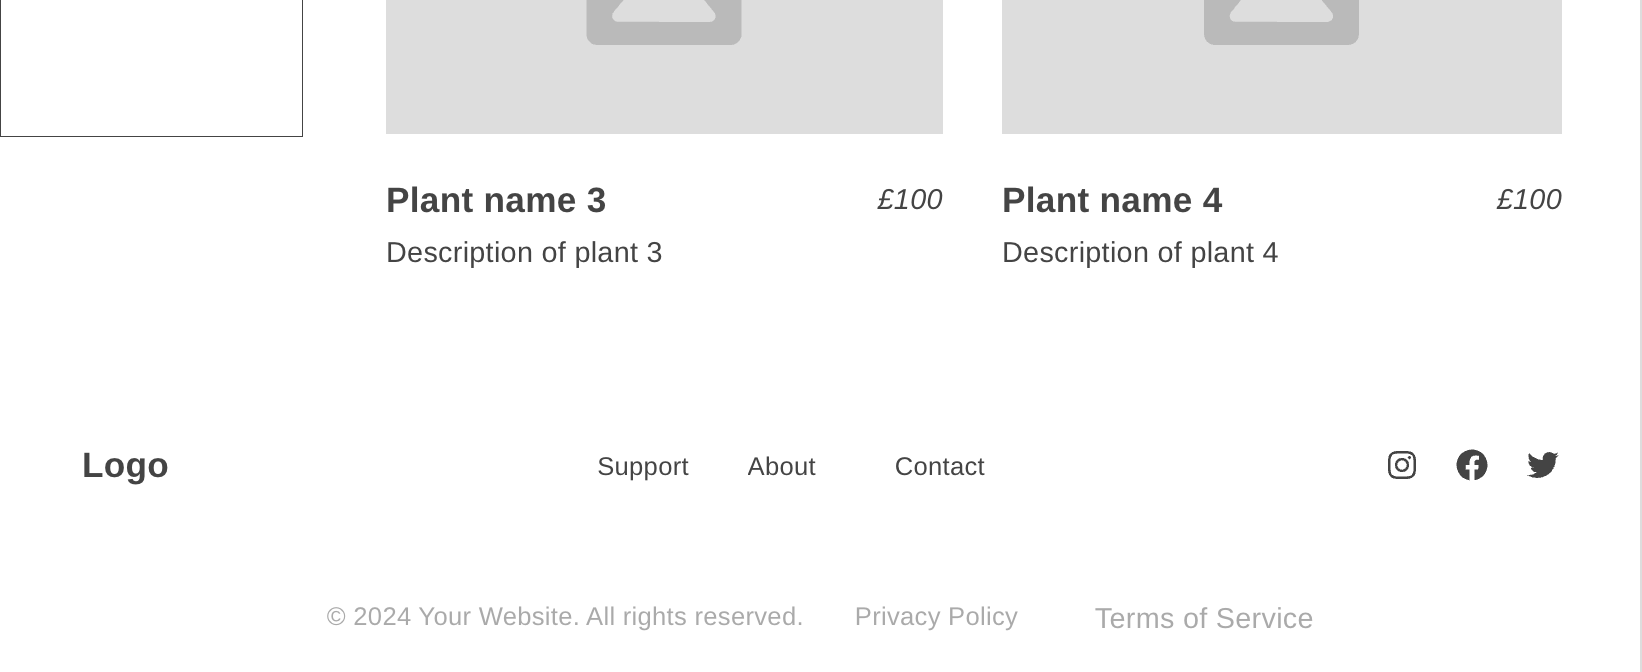 Plant name 3 £100
Description of plant 3
Plant name 4 £100
Description of plant 4
Logo
Support About Contact
© 2024 Your Website. All rights reserved. Privacy Policy Terms of Service